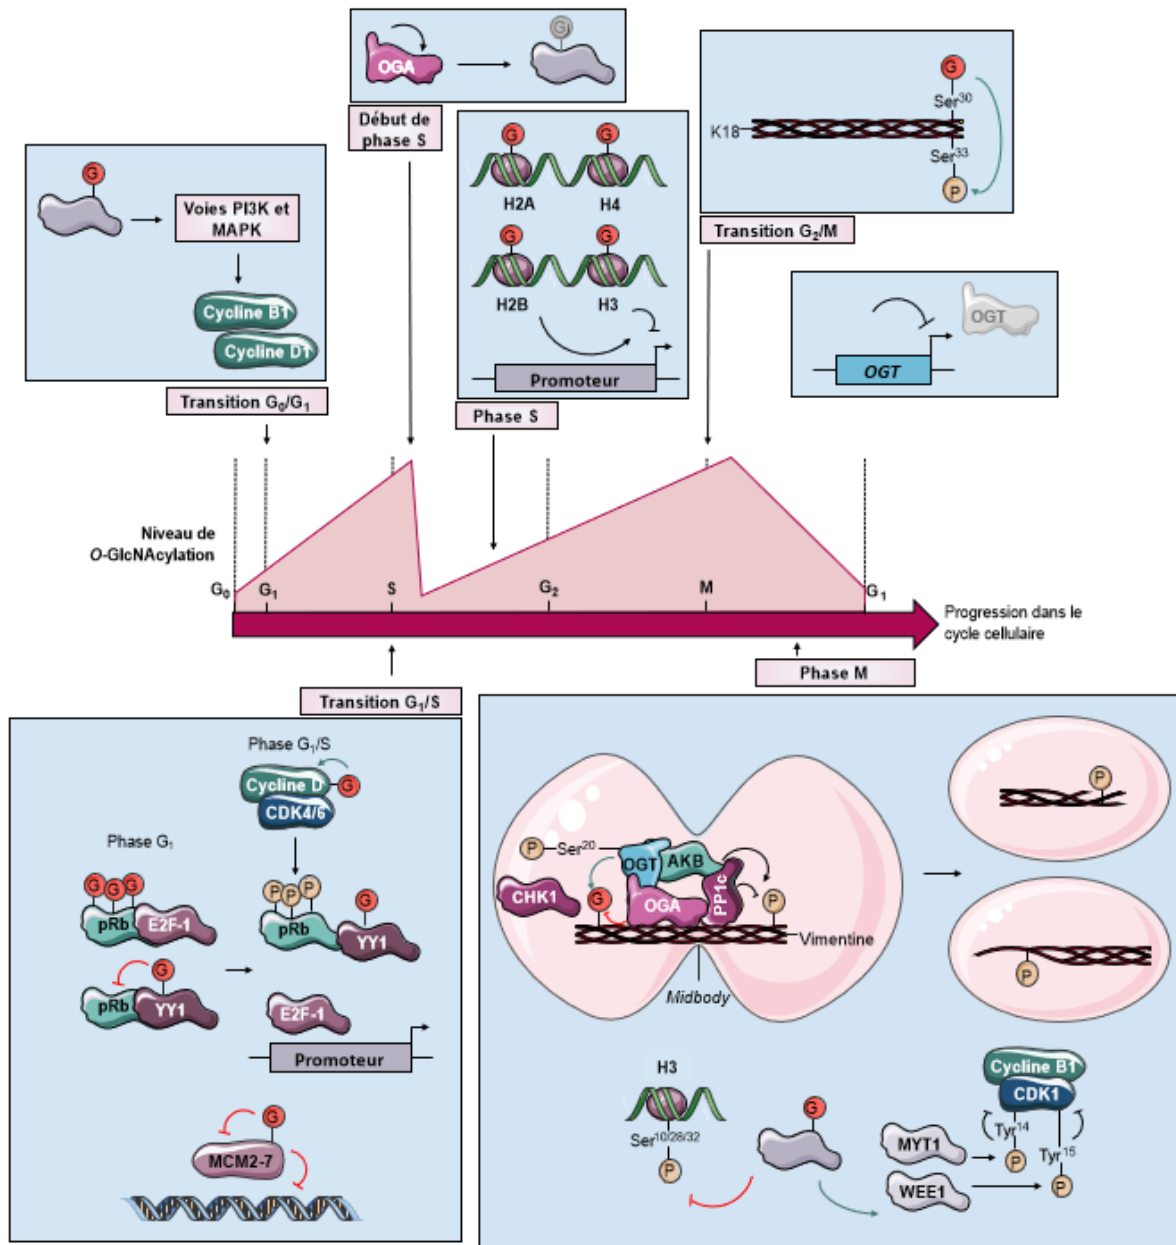 OGA
Gi
Début de
phase S
G
Voies PI3K et
MAPK
Cycline B1
Cycline D1
Transition G₀/G₁
G
G
H2A
H4
G
G
H2B
H3
Promoteur
Phase S
G
Ser³⁰
K18
Ser³³
P
Transition G₂/M
OGT
OGT
Niveau de
O-GlcNAcylation
G₀
G₁
S
G₂
M
G₁
Progression dans le
cycle cellulaire
Transition G₁/S
Phase M
Phase G₁/S
Cycline D
G
CDK4/6
Phase G₁
G
G
G
pRb
E2F-1
P
P
P
G
pRb
YY1
G
pRb
YY1
E2F-1
Promoteur
G
MCM2-7
P
Ser²⁰
OGT
AKB
CHK1
G
OGA
PP1c
P
Vimentine
Midbody
P
P
H3
Ser¹⁰/²⁸/³²
P
G
Cycline B1
CDK1
MYT1
Tyr¹⁴
P
Tyr¹⁵
WEE1
P